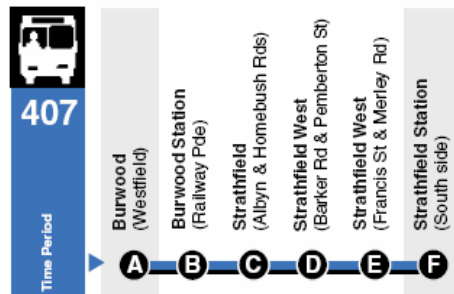 407
Time Period
Burwood
(Westfield)
Burwood Station
(Railway Pde)
Strathfield
(Albyn & Homebush Rds)
Strathfield West
(Barker Rd & Pemberton St)
Strathfield West
(Francis St & Merley Rd)
Strathfield Station
(South side)
A B C D E F